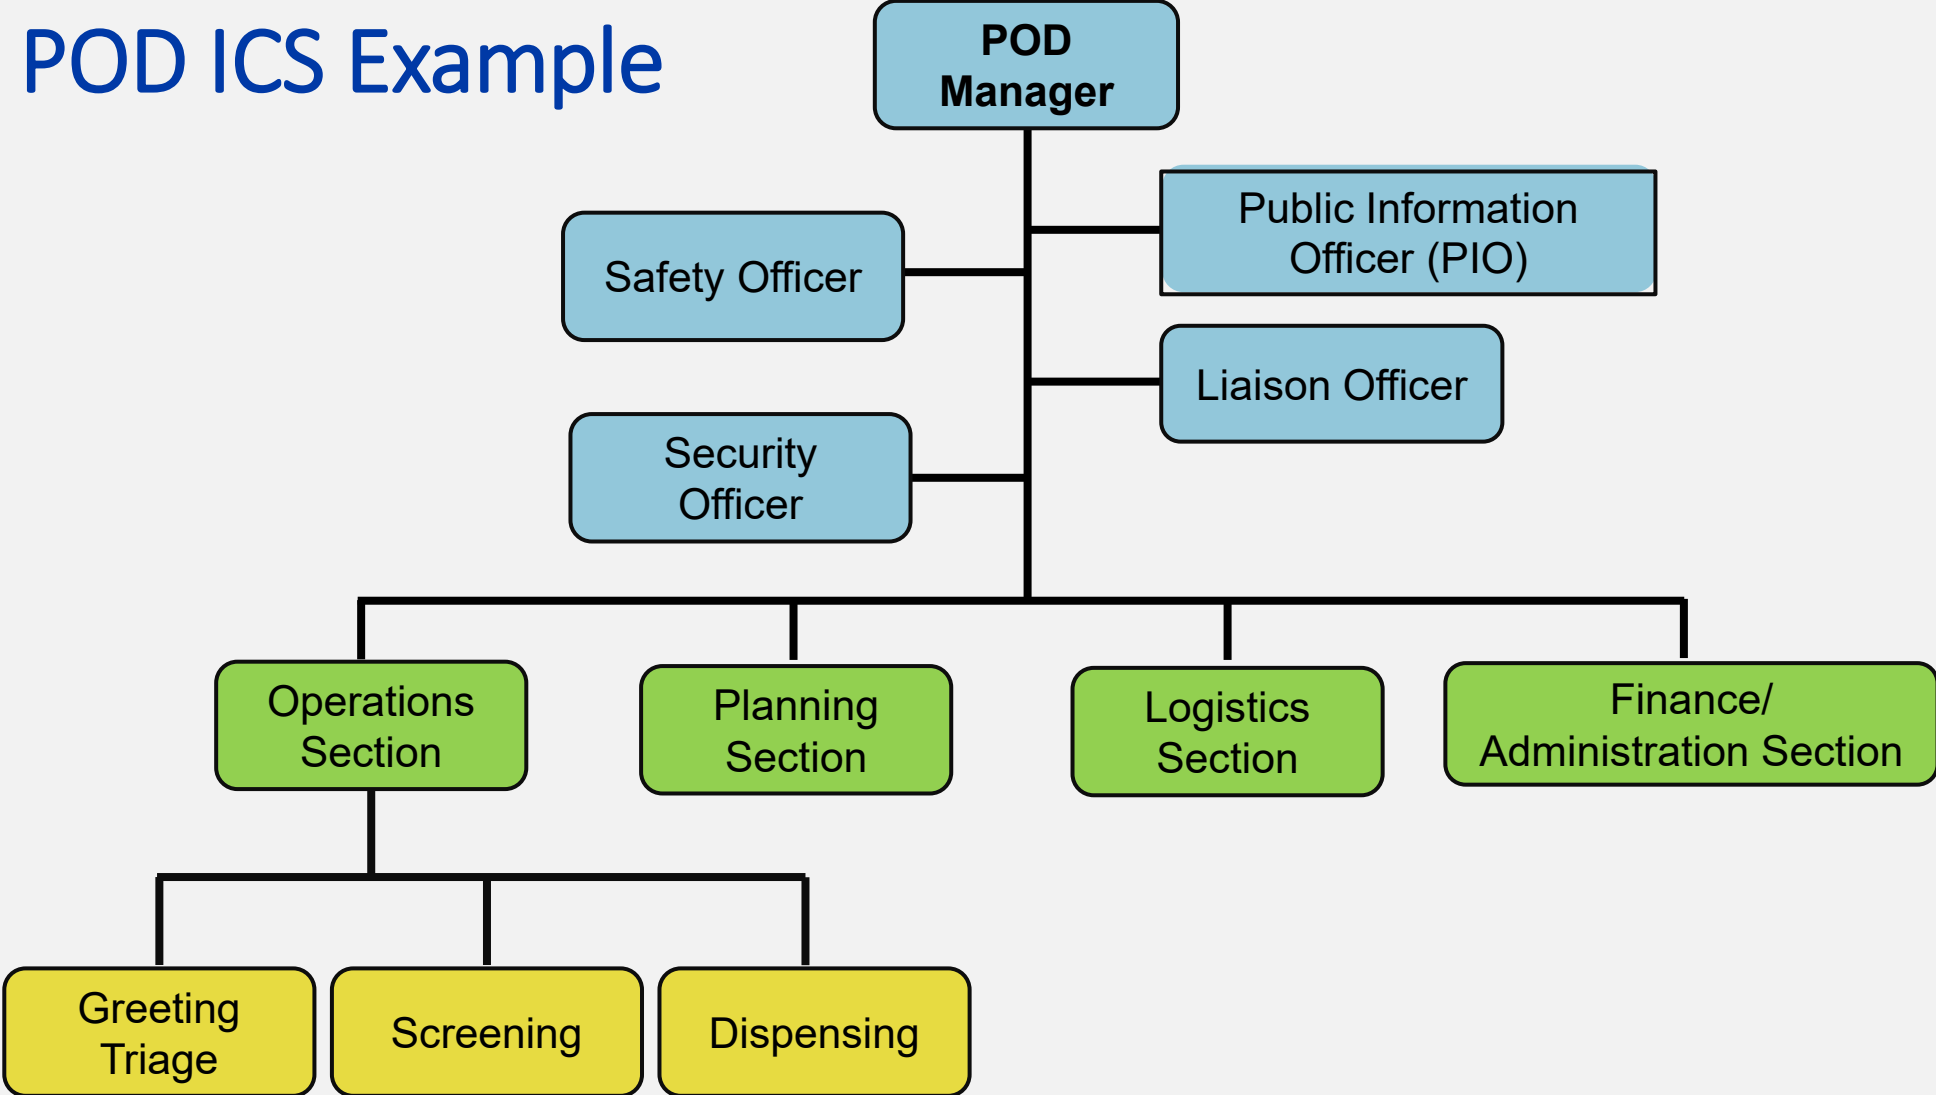 POD ICS Example
POD
Manager
Public Information
Officer (PIO)
Safety Officer
Liaison Officer
Security
Officer
Operations
Section
Planning
Section
Logistics
Section
Finance/
Administration Section
Greeting
Triage
Screening
Dispensing